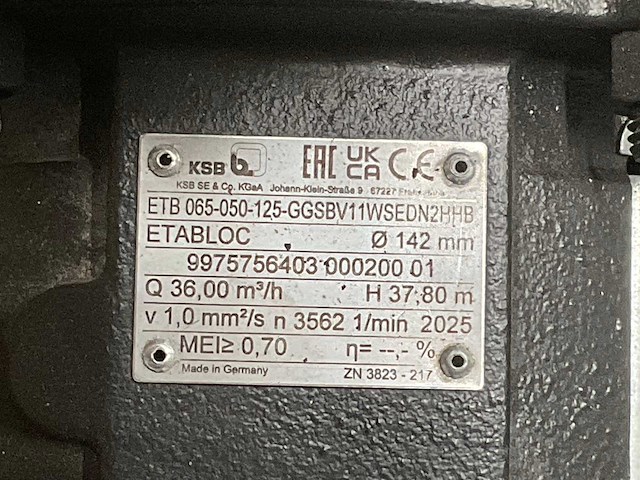 KSB EAC UK CA CE
KSB SE & Co. KGaA Johann-Klein-Straße 9 67227
ETB 065-050-125-GGSBV11WSEDN2HHB
ETABLOC Ø 142 mm
9975756403 000200 01
Q 36,00 m³/h H 37,80 m
v 1,0 mm²/s n 3562 1/min 2025
MEI≥ 0,70 η= --,- %
Made in Germany ZN 3823 - 217